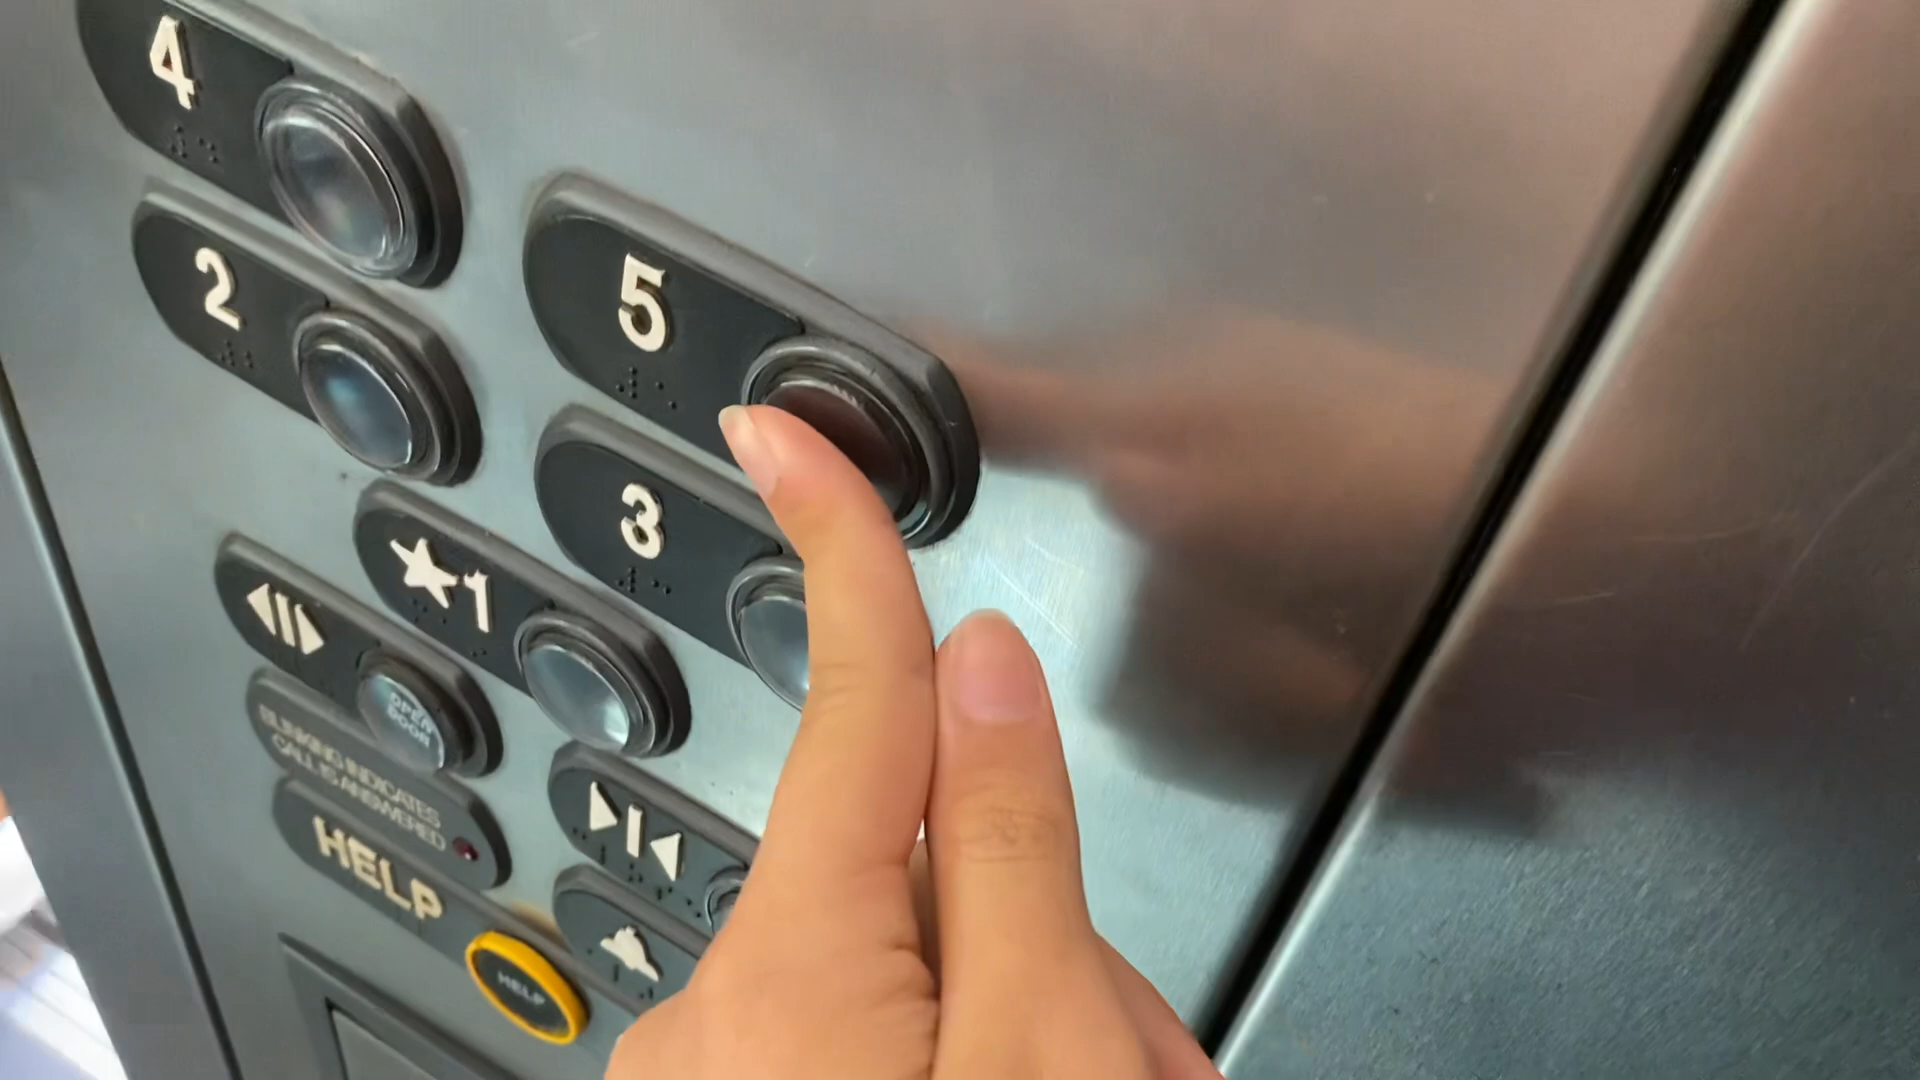 4
5
2
3
★1
OPEN
DOOR
BLINKING INDICATES
CALL IS ANSWERED
HELP
HELP